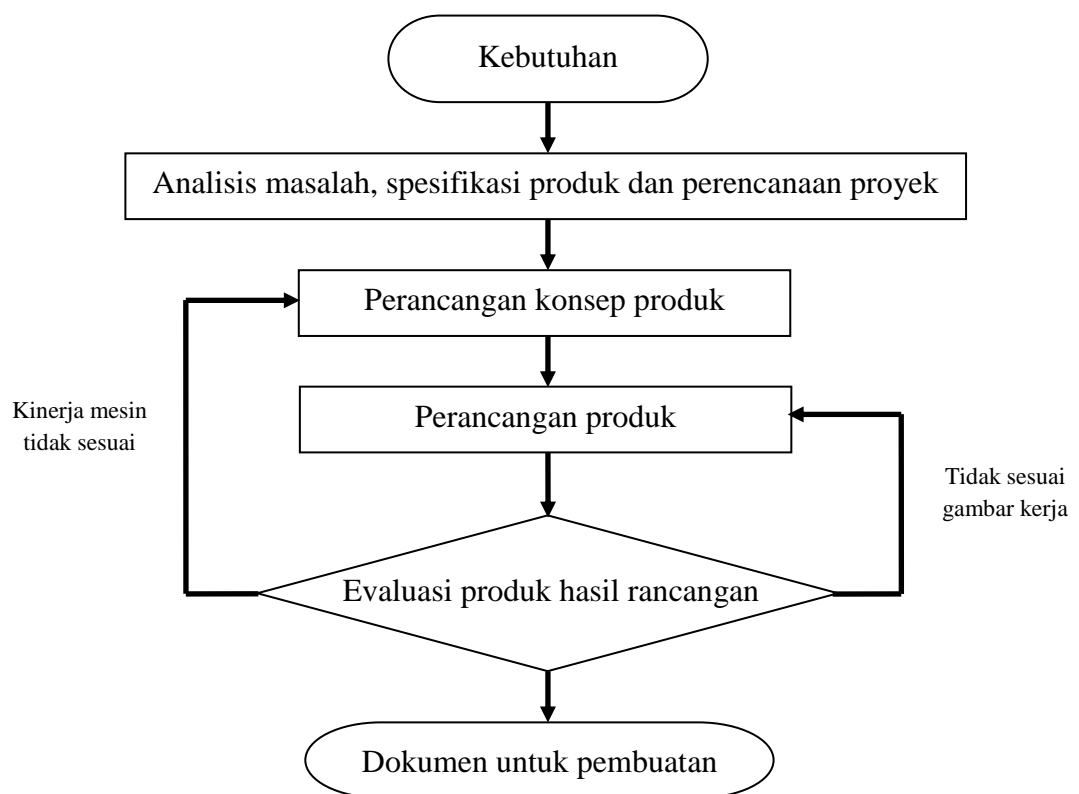 Kebutuhan
Analisis masalah, spesifikasi produk dan perencanaan proyek
Perancangan konsep produk
Perancangan produk
Kinerja mesin
tidak sesuai
Tidak sesuai
gambar kerja
Evaluasi produk hasil rancangan
Dokumen untuk pembuatan